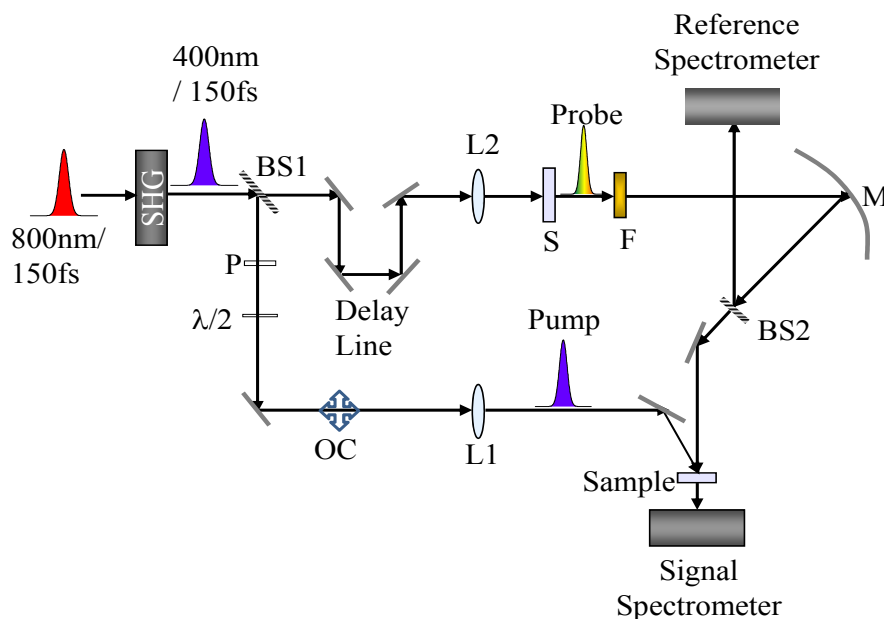 Reference
Spectrometer
400nm
/ 150fs
Probe
L2
BS1
SHG
M
800nm/
150fs
S
F
P
Delay
Line
λ/2
Pump
BS2
OC
L1
Sample
Signal
Spectrometer